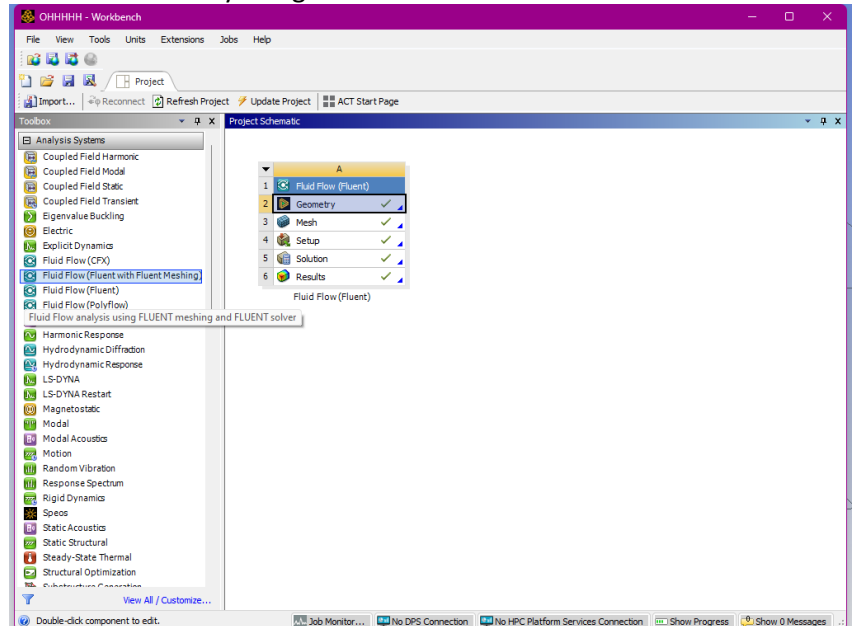 OHHHHH - Workbench
File View Tools Units Extensions Jobs Help
Project
Import... Reconnect Refresh Project Update Project ACT Start Page
Toolbox
Project Schematic
Analysis Systems
Coupled Field Harmonic
Coupled Field Modal
Coupled Field Static
Coupled Field Transient
Eigenvalue Buckling
Electric
Explicit Dynamics
Fluid Flow (CFX)
Fluid Flow (Fluent with Fluent Meshing)
Fluid Flow (Fluent)
Fluid Flow (Polyflow)
Fluid Flow analysis using FLUENT meshing and FLUENT solver
Harmonic Response
Hydrodynamic Diffraction
Hydrodynamic Response
LS-DYNA
LS-DYNA Restart
Magnetostatic
Modal
Modal Acoustics
Motion
Random Vibration
Response Spectrum
Rigid Dynamics
Speos
Static Acoustics
Static Structural
Steady-State Thermal
Structural Optimization
View All / Customize...
A
1 Fluid Flow (Fluent)
2 Geometry
3 Mesh
4 Setup
5 Solution
6 Results
Fluid Flow (Fluent)
Double-click component to edit.
Job Monitor... No DPS Connection No HPC Platform Services Connection Show Progress Show 0 Messages